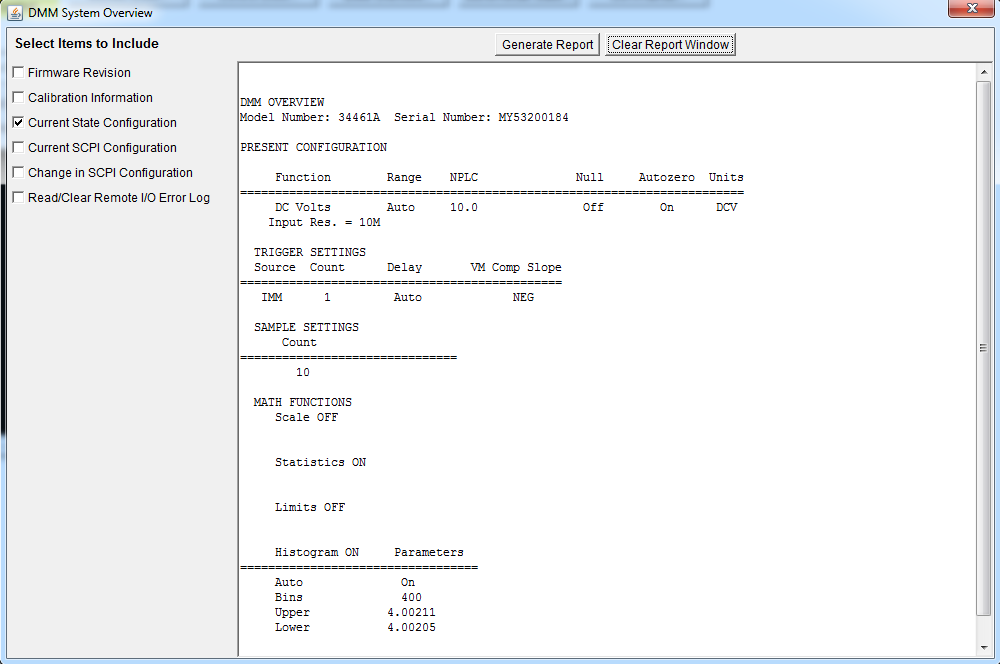 DMM System Overview
Select Items to Include
Generate Report Clear Report Window
Firmware Revision
Calibration Information
Current State Configuration
Current SCPI Configuration
Change in SCPI Configuration
Read/Clear Remote I/O Error Log
DMM OVERVIEW
Model Number: 34461A  Serial Number: MY53200184
PRESENT CONFIGURATION
Function Range NPLC Null Autozero Units
========================================================================
DC Volts Auto 10.0 Off On DCV
Input Res. = 10M
TRIGGER SETTINGS
Source Count Delay VM Comp Slope
==============================================
IMM 1 Auto NEG
SAMPLE SETTINGS
Count
===============================
10
MATH FUNCTIONS
Scale OFF
Statistics ON
Limits OFF
Histogram ON Parameters
==================================
Auto On
Bins 400
Upper 4.00211
Lower 4.00205